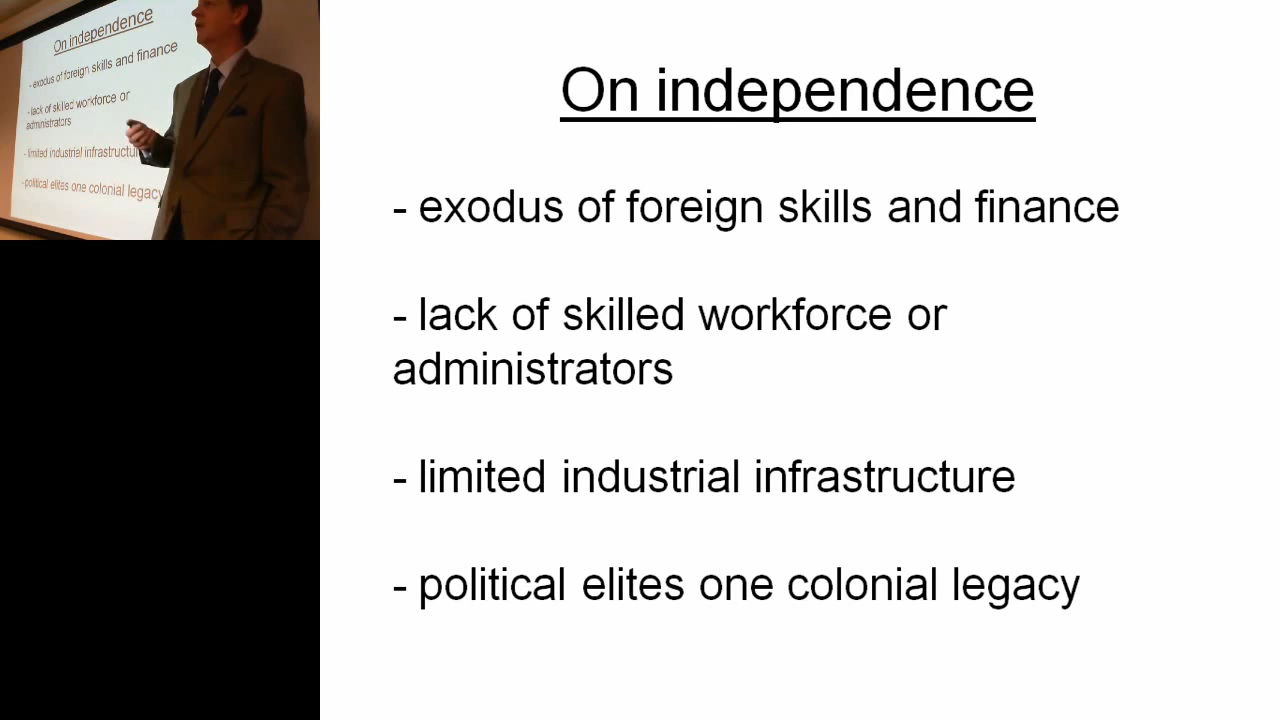 On independence
- exodus of foreign skills and finance
- lack of skilled workforce or
administrators
- limited industrial infrastructure
- political elites one colonial legacy
On independence
- exodus of foreign skills and finance
- lack of skilled workforce or
administrators
- limited industrial
- political elites one colonial legacy